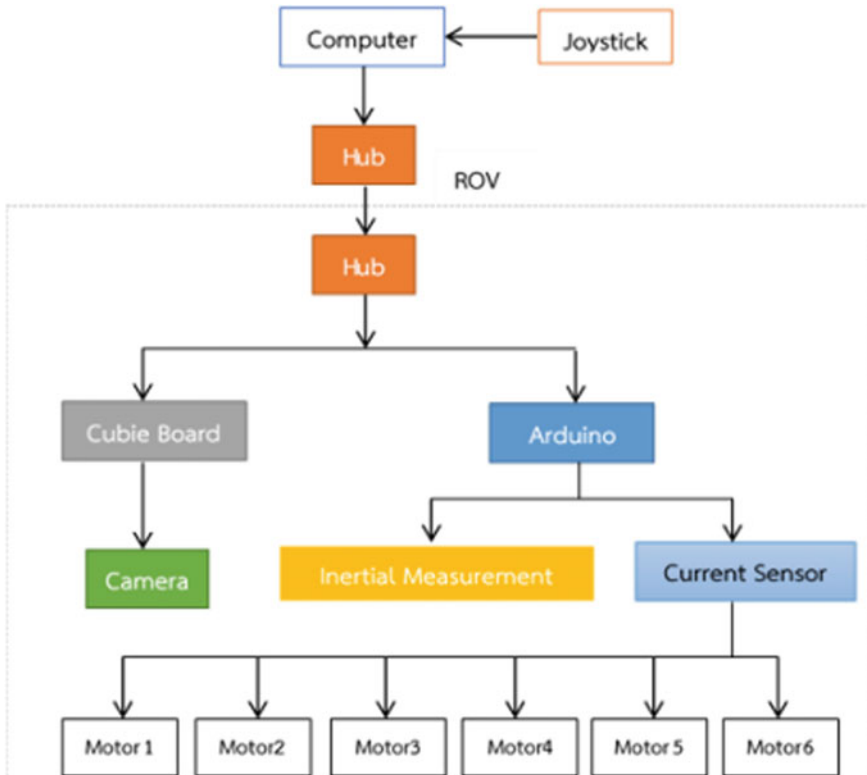 Computer
Joystick
Hub
ROV
Hub
Cubie Board
Arduino
Camera
Inertial Measurement
Current Sensor
Motor 1
Motor2
Motor3
Motor4
Motor 5
Motor6